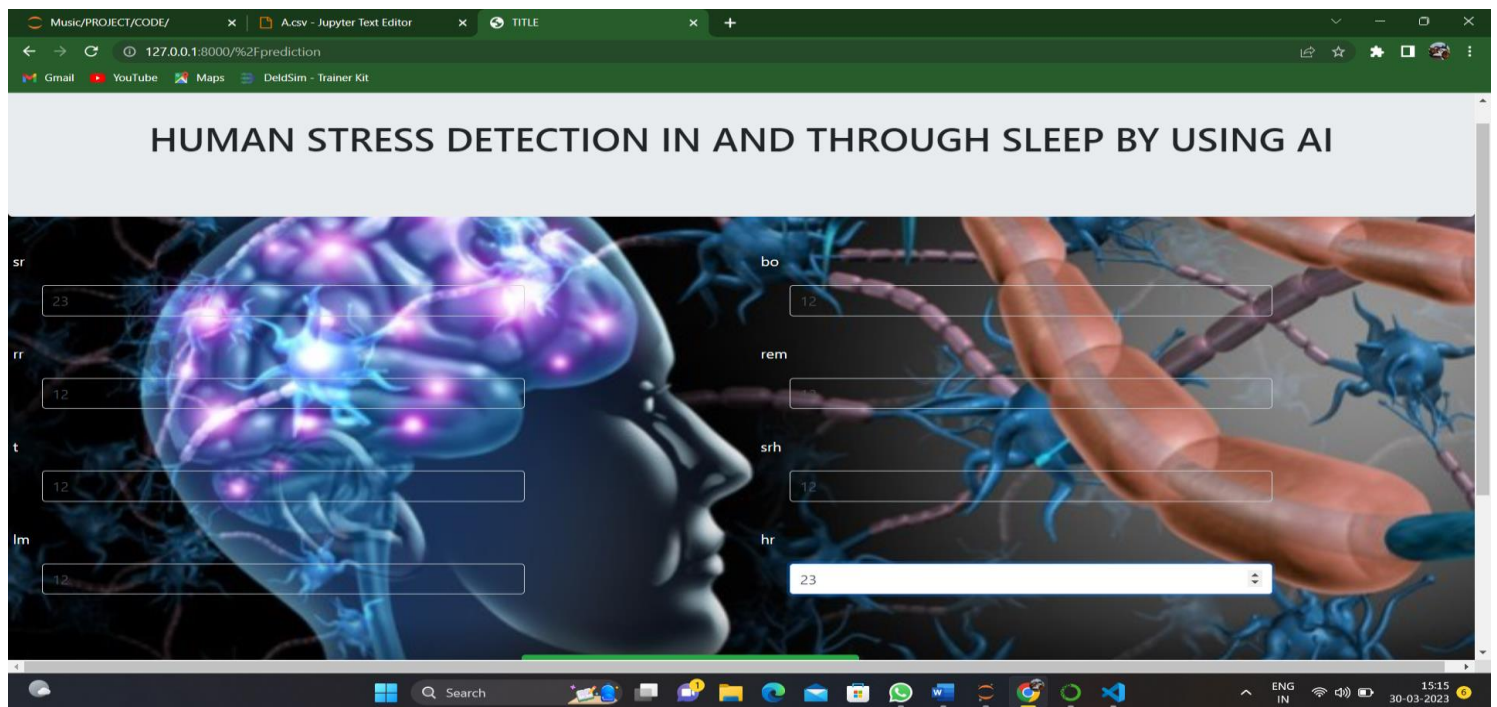 Music/PROJECT/CODE/ A.csv - Jupyter Text Editor TITLE
127.0.0.1:8000/%2Fprediction
Gmail YouTube Maps DeldSim - Trainer Kit
HUMAN STRESS DETECTION IN AND THROUGH SLEEP BY USING AI
sr bo
23 12
rr rem
12
t srh
12 12
lm hr
12 23
Search 1 ENG 15:15
IN 30-03-2023 6